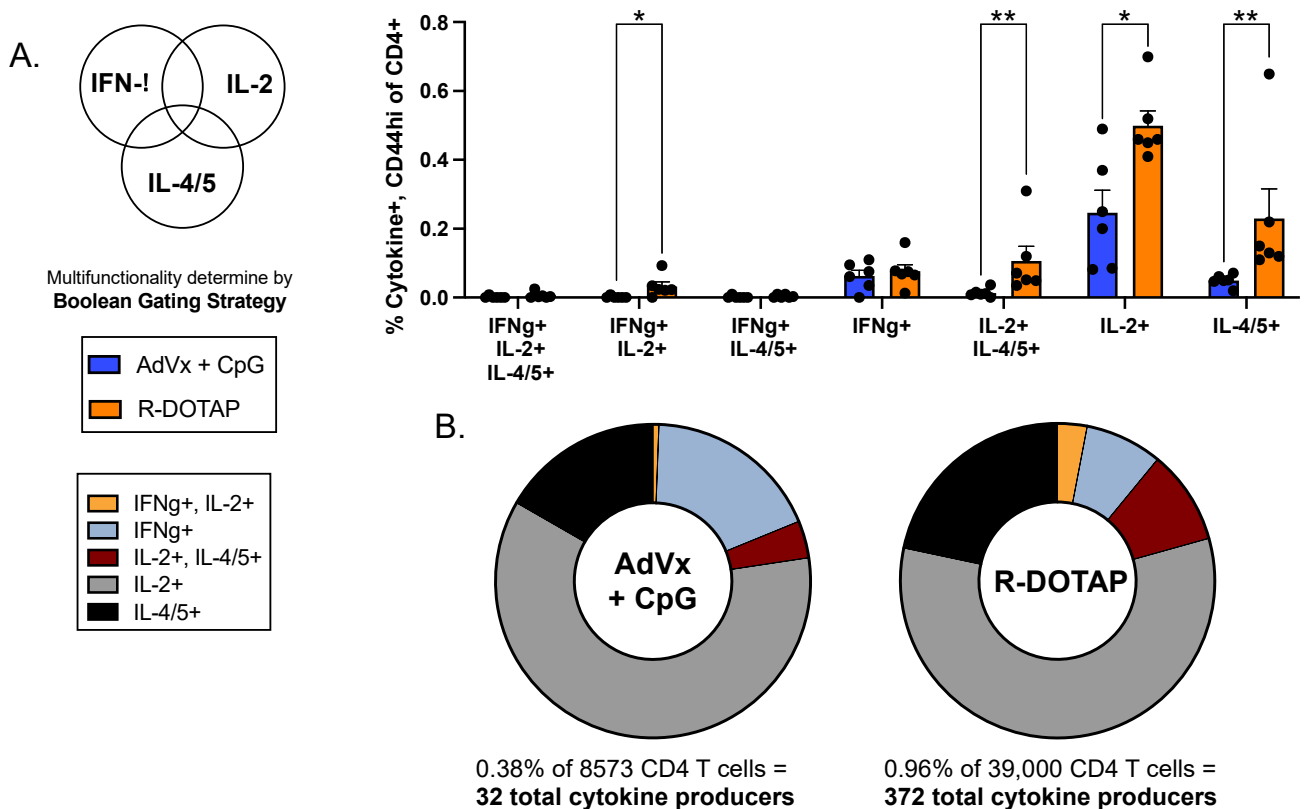 A.
IFN-!
IL-2
IL-4/5
Multifunctionality determine by
Boolean Gating Strategy
AdVx + CpG
R-DOTAP
IFNg+, IL-2+
IFNg+
IL-2+, IL-4/5+
IL-2+
IL-4/5+
% Cytokine+, CD44hi of CD4+
0.8
0.6
0.4
0.2
0.0
*
**
*
**
IFNg+
IL-2+
IL-4/5+
IFNg+
IL-2+
IFNg+
IL-4/5+
IFNg+
IL-2+
IL-4/5+
IL-2+
IL-4/5+
B.
AdVx
+ CpG
0.38% of 8573 CD4 T cells =
32 total cytokine producers
R-DOTAP
0.96% of 39,000 CD4 T cells =
372 total cytokine producers